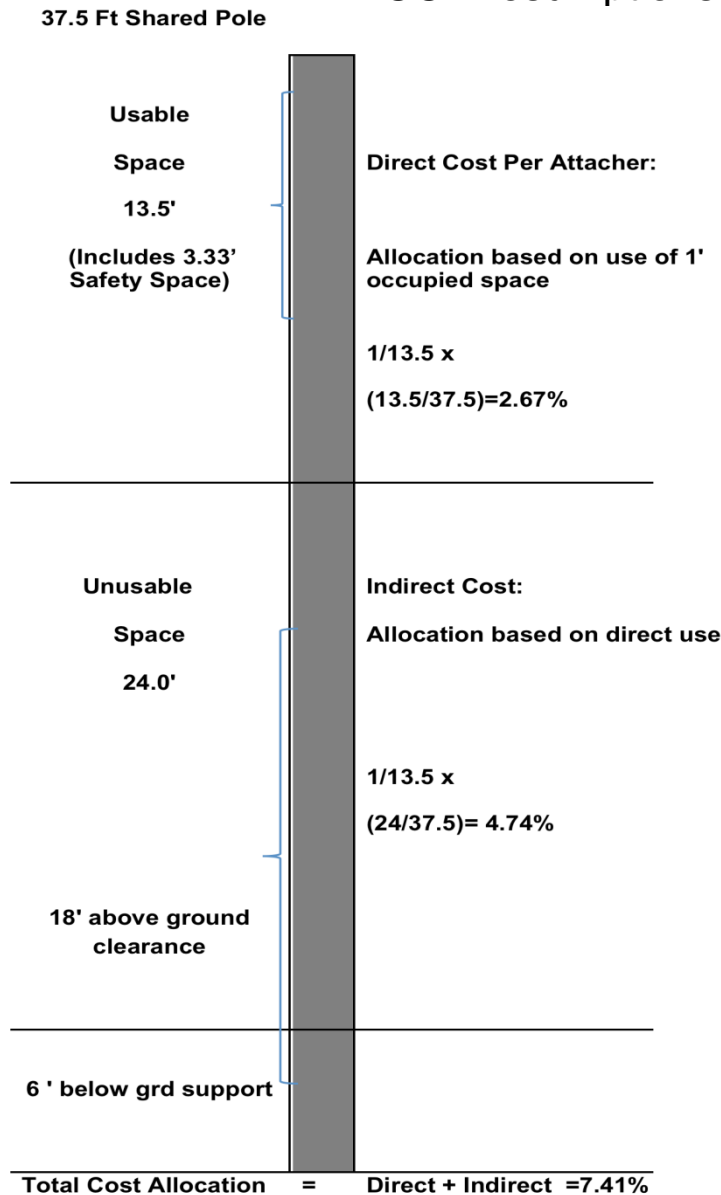 37.5 Ft Shared Pole
Usable
Space
13.5'
(Includes 3.33’
Safety Space)
Direct Cost Per Attacher:
Allocation based on use of 1'
occupied space
1/13.5 x
(13.5/37.5)=2.67%
Unusable
Space
24.0'
18' above ground
clearance
Indirect Cost:
Allocation based on direct use
1/13.5 x
(24/37.5)= 4.74%
6 ' below grd support
Total Cost Allocation = Direct + Indirect =7.41%